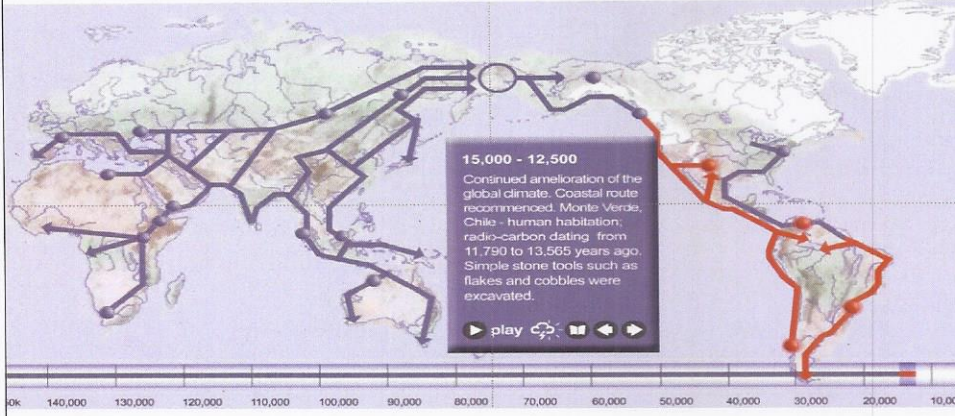 15,000 - 12,500
Continued amelioration of the
global climate. Coastal route
recommenced. Monte Verde,
Chile - human habitation;
radio-carbon dating from
11,790 to 13,565 years ago.
Simple stone tools such as
flakes and cobbles were
excavated.
play
0k 140,000 130,000 120,000 110,000 100,000 90,000 80,000 70,000 60,000 50,000 40,000 30,000 20,000 10,00